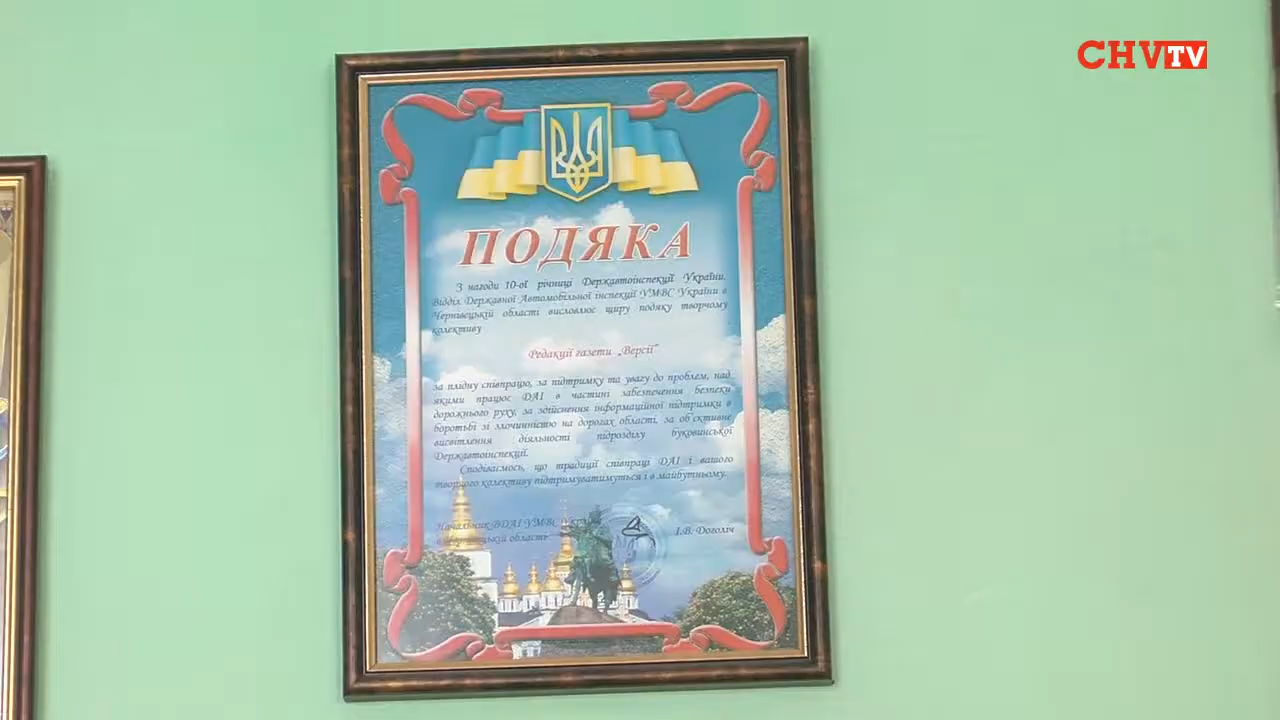 CHVTV
ПОДЯКА
З нагоди 10-ої річниці Державтоінспекції України,
Відділ Державної Автомобільної інспекції УМВС України в
Чернівецькій області висловлює щиру подяку творчому
колективу
Редакції газети „Версії”
за плідну співпрацю, за підтримку та увагу до проблем, над
якими працює ДАІ в частині забезпечення безпеки
дорожнього руху, за здійснення інформаційної підтримки в
боротьбі зі злочинністю на дорогах області, за об'єктивне
висвітлення діяльності підрозділу буковинської
Державтоінспекції.
Сподіваємось, що традиції співпраці ДАІ і вашого
творчого колективу підтримуватимуться і в майбутньому.
Начальник ВДАІ УМВС
область
І.В. Доголіч